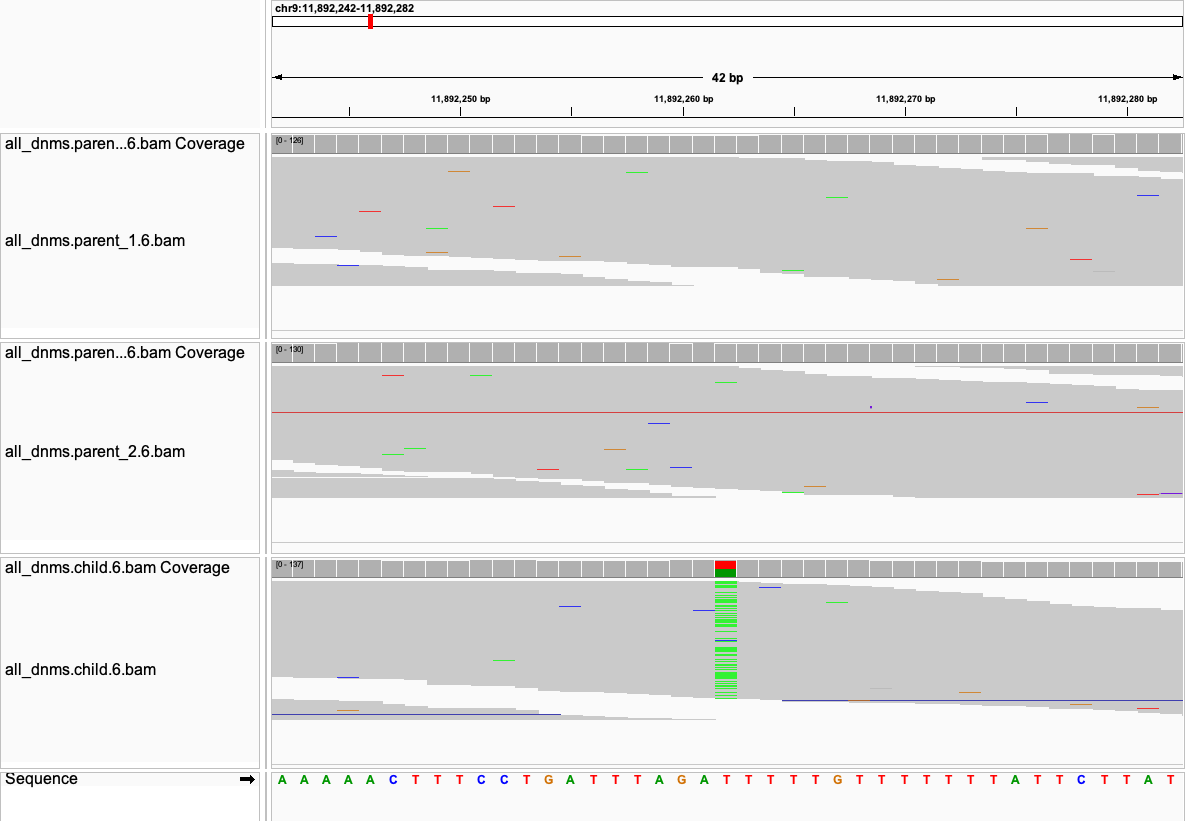 chr9:11,892,242-11,892,282
42 bp
11,892,250 bp 11,892,260 bp 11,892,270 bp 11,892,280 bp
all_dnms.paren...6.bam Coverage
[0 - 126]
all_dnms.parent_1.6.bam
all_dnms.paren...6.bam Coverage
[0 - 130]
all_dnms.parent_2.6.bam
all_dnms.child.6.bam Coverage
[0 - 137]
all_dnms.child.6.bam
Sequence
A A A A A C T T T C C T G A T T T A G A T T T T T G T T T T T T T A T T C T T A T